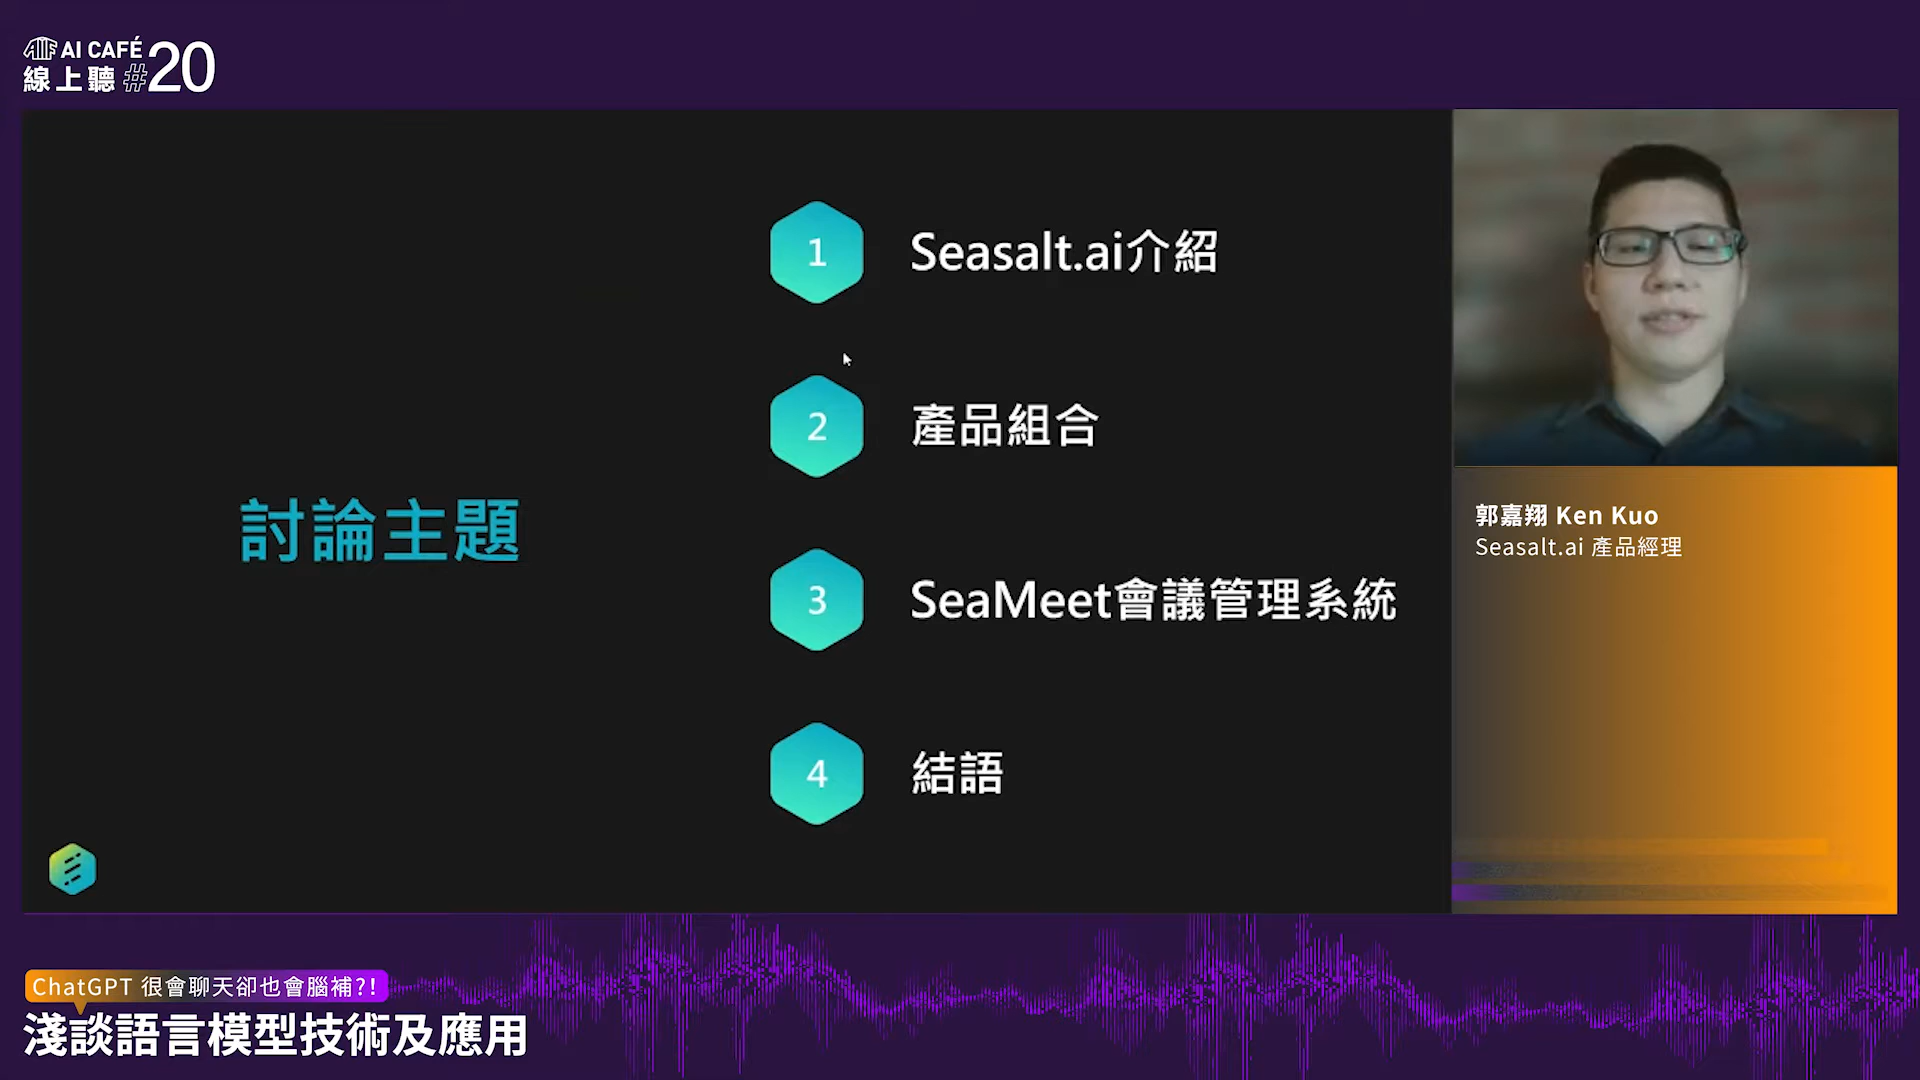 AIF AI CAFÉ
線上聽 #20
討論主題
1 Seasalt.ai介紹
2 產品組合
3 SeaMeet會議管理系統
4 結語
郭嘉翔 Ken Kuo
Seasalt.ai 產品經理
ChatGPT 很會聊天卻也會腦補?!
淺談語言模型技術及應用